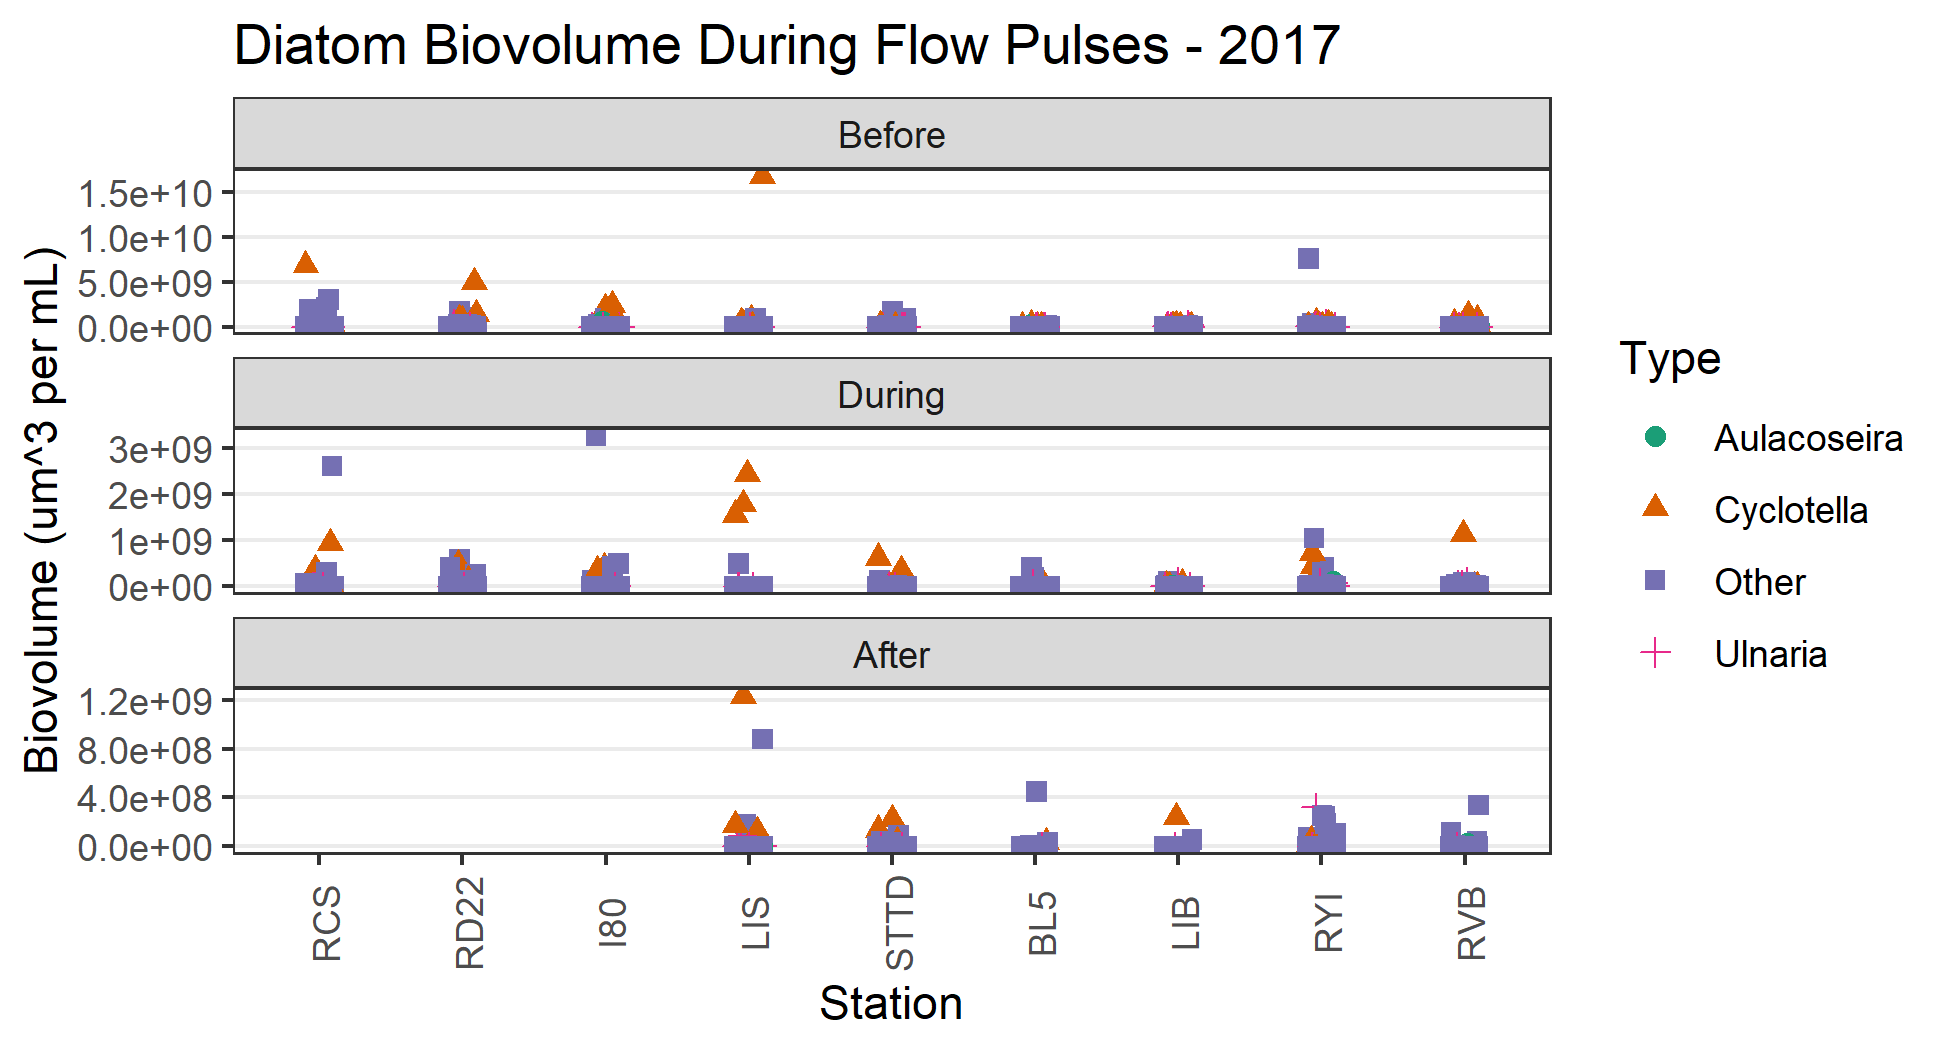 Diatom Biovolume During Flow Pulses - 2017
Before
1.5e+10
1.0e+10
5.0e+09
0.0e+00
During
3e+09
2e+09
1e+09
0e+00
After
1.2e+09
8.0e+08
4.0e+08
0.0e+00
Biovolume (um^3 per mL)
RCS
RD22
I80
LIS
STTD
BL5
LIB
RYI
RVB
Station
Type
Aulacoseira
Cyclotella
Other
Ulnaria